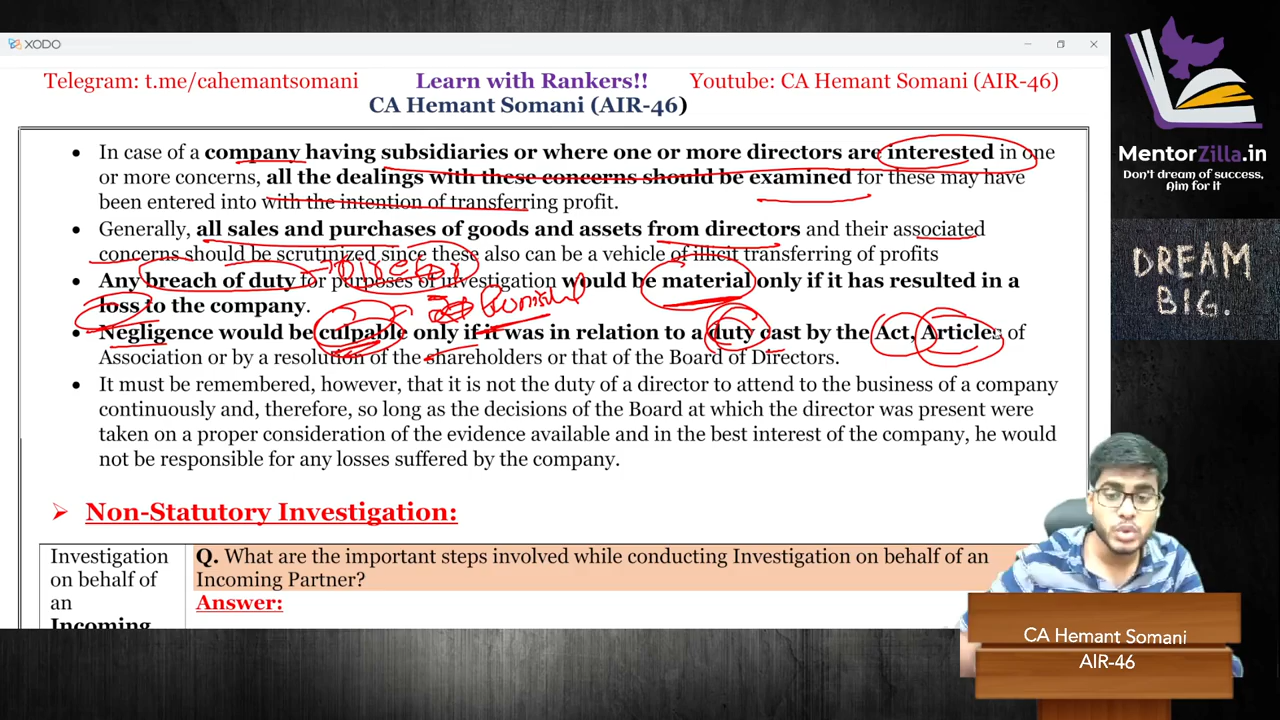 XODO
Telegram: t.me/cahemantsomani Learn with Rankers!! Youtube: CA Hemant Somani (AIR-46)
CA Hemant Somani (AIR-46)
MentorZilla.in
Don't dream of success,
Aim for it
DREAM
BIG.
• In case of a company having subsidiaries or where one or more directors are interested in one
or more concerns, all the dealings with these concerns should be examined for these may have
been entered into with the intention of transferring profit.
• Generally, all sales and purchases of goods and assets from directors and their associated
concerns should be scrutinized since these also can be a vehicle of illicit transferring of profits
• Any breach of duty for purposes of investigation would be material only if it has resulted in a
loss to the company.
→ Director
Punished
• Negligence would be culpable only if it was in relation to a duty cast by the Act, Articles of
Association or by a resolution of the shareholders or that of the Board of Directors.
• It must be remembered, however, that it is not the duty of a director to attend to the business of a company
continuously and, therefore, so long as the decisions of the Board at which the director was present were
taken on a proper consideration of the evidence available and in the best interest of the company, he would
not be responsible for any losses suffered by the company.
➢ Non-Statutory Investigation:
Investigation
on behalf of
an
Incoming
Q. What are the important steps involved while conducting Investigation on behalf of an
Incoming Partner?
Answer:
CA Hemant Somani
AIR-46